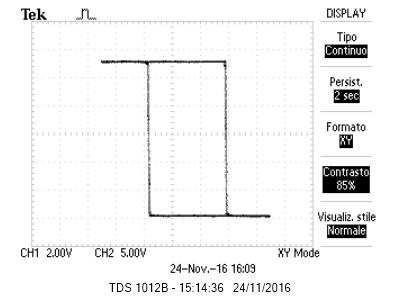 Tek
DISPLAY
Tipo
Continuo
Persist.
2 sec
Formato
XY
Contrasto
85%
Visualiz. stile
Normale
CH1 2.00V CH2 5.00V XY Mode
24-Nov.-16 16:09
TDS 1012B - 15:14:36 24/11/2016